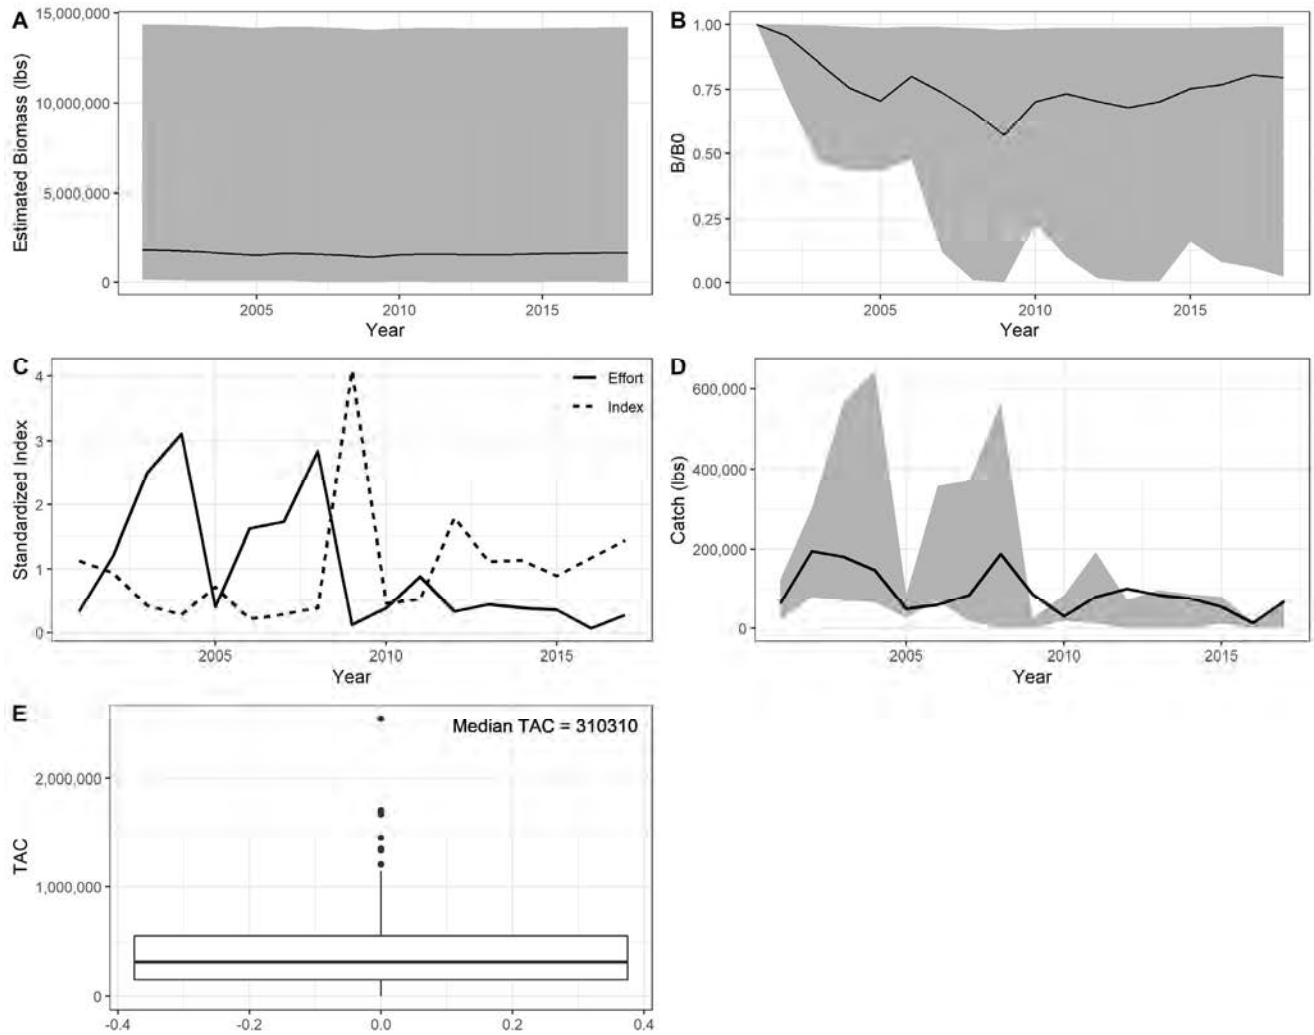 A
15,000,000
10,000,000
5,000,000
0
Estimated Biomass (lbs)
2005
2010
2015
Year
B
1.00
0.75
0.50
0.25
0.00
B/B0
2005
2010
2015
Year
C
4
3
2
1
0
Standardized Index
Effort
Index
2005
2010
2015
Year
D
600,000
400,000
200,000
0
Catch (lbs)
2005
2010
2015
Year
E
Median TAC = 310310
2,000,000
1,000,000
0
TAC
-0.4
-0.2
0.0
0.2
0.4